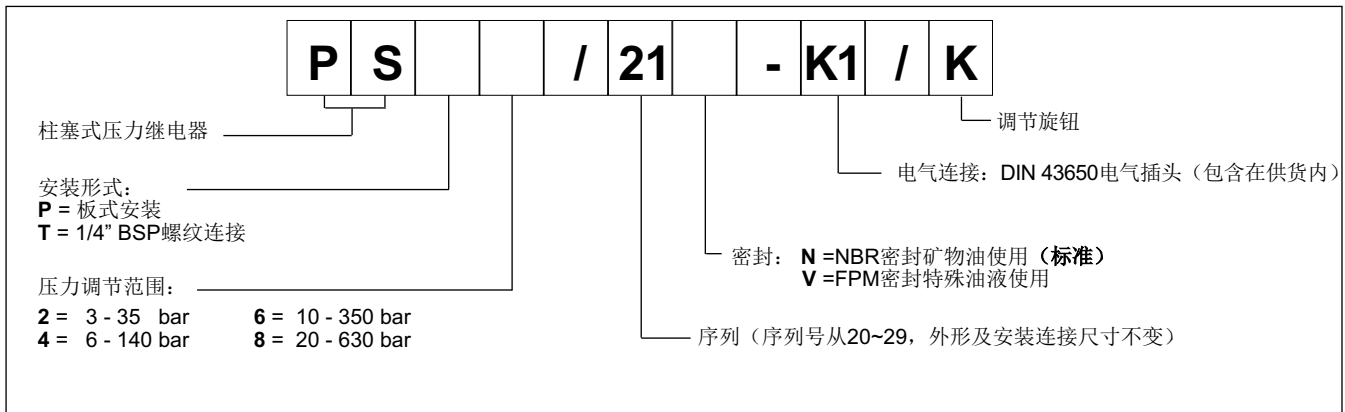 P S / 21 - K1 / K
柱塞式压力继电器
调节旋钮
安装形式：
P = 板式安装
T = 1/4” BSP螺纹连接
电气连接：DIN 43650电气插头（包含在供货内）
密封： N =NBR密封矿物油使用（标准）
V =FPM密封特殊油液使用
压力调节范围：
2 = 3 - 35 bar 6 = 10 - 350 bar
4 = 6 - 140 bar 8 = 20 - 630 bar
序列（序列号从20~29，外形及安装连接尺寸不变）